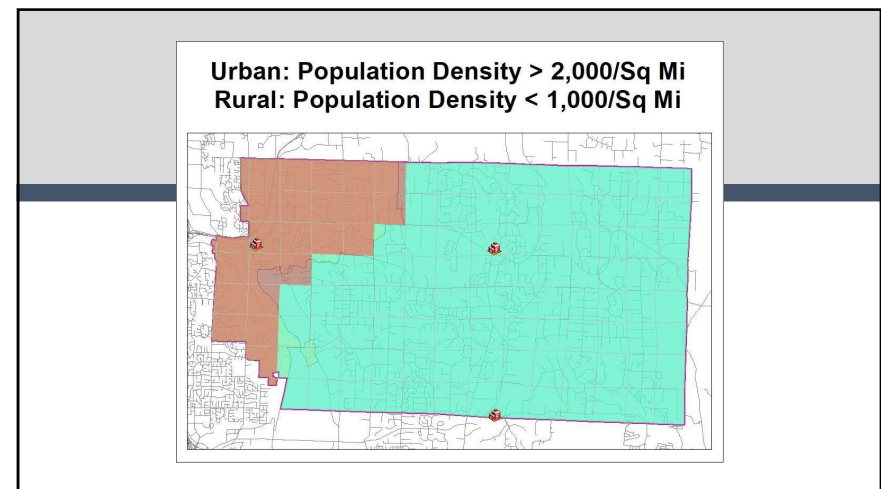 Urban: Population Density > 2,000/Sq Mi
Rural: Population Density < 1,000/Sq Mi